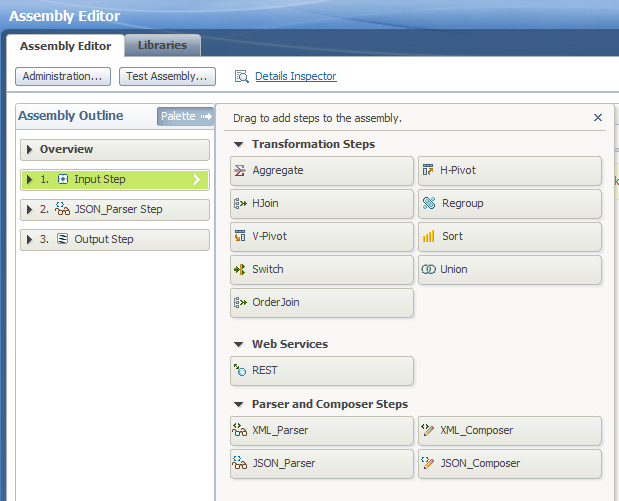 Assembly Editor
Assembly Editor Libraries
Administration... Test Assembly... Details Inspector
Assembly Outline Palette
Overview
1. Input Step
2. JSON_Parser Step
3. Output Step
Drag to add steps to the assembly.
Transformation Steps
Aggregate H-Pivot
HJoin Regroup
V-Pivot Sort
Switch Union
OrderJoin
Web Services
REST
Parser and Composer Steps
XML_Parser XML_Composer
JSON_Parser JSON_Composer